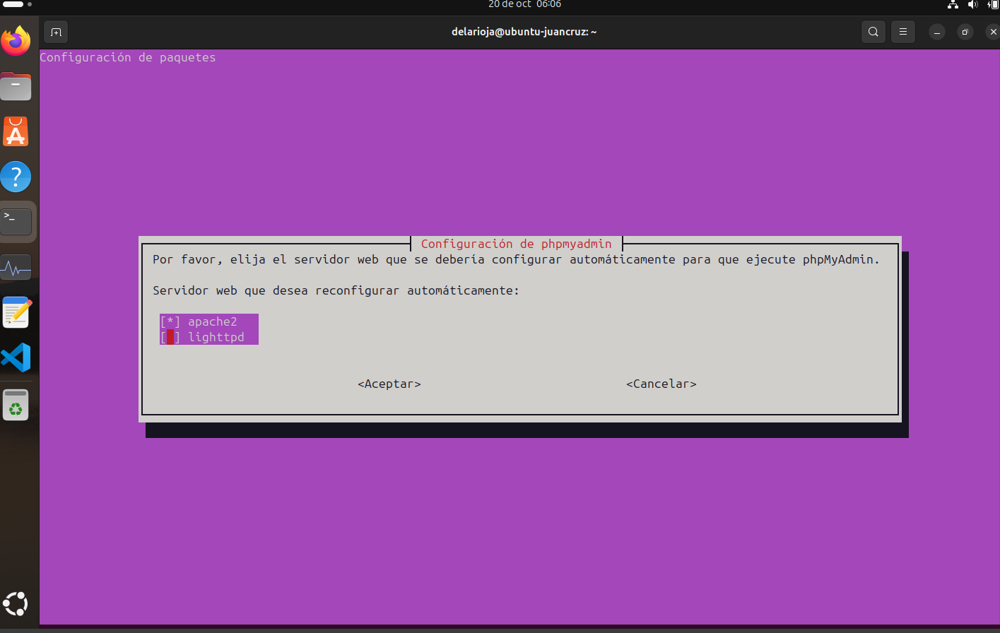 20 de oct 06:06
delarioja@ubuntu-juancruz: ~
Configuración de paquetes
Configuración de phpmyadmin
Por favor, elija el servidor web que se debería configurar automáticamente para que ejecute phpMyAdmin.
Servidor web que desea reconfigurar automáticamente:
[*] apache2
[ ] lighttpd
<Aceptar> <Cancelar>